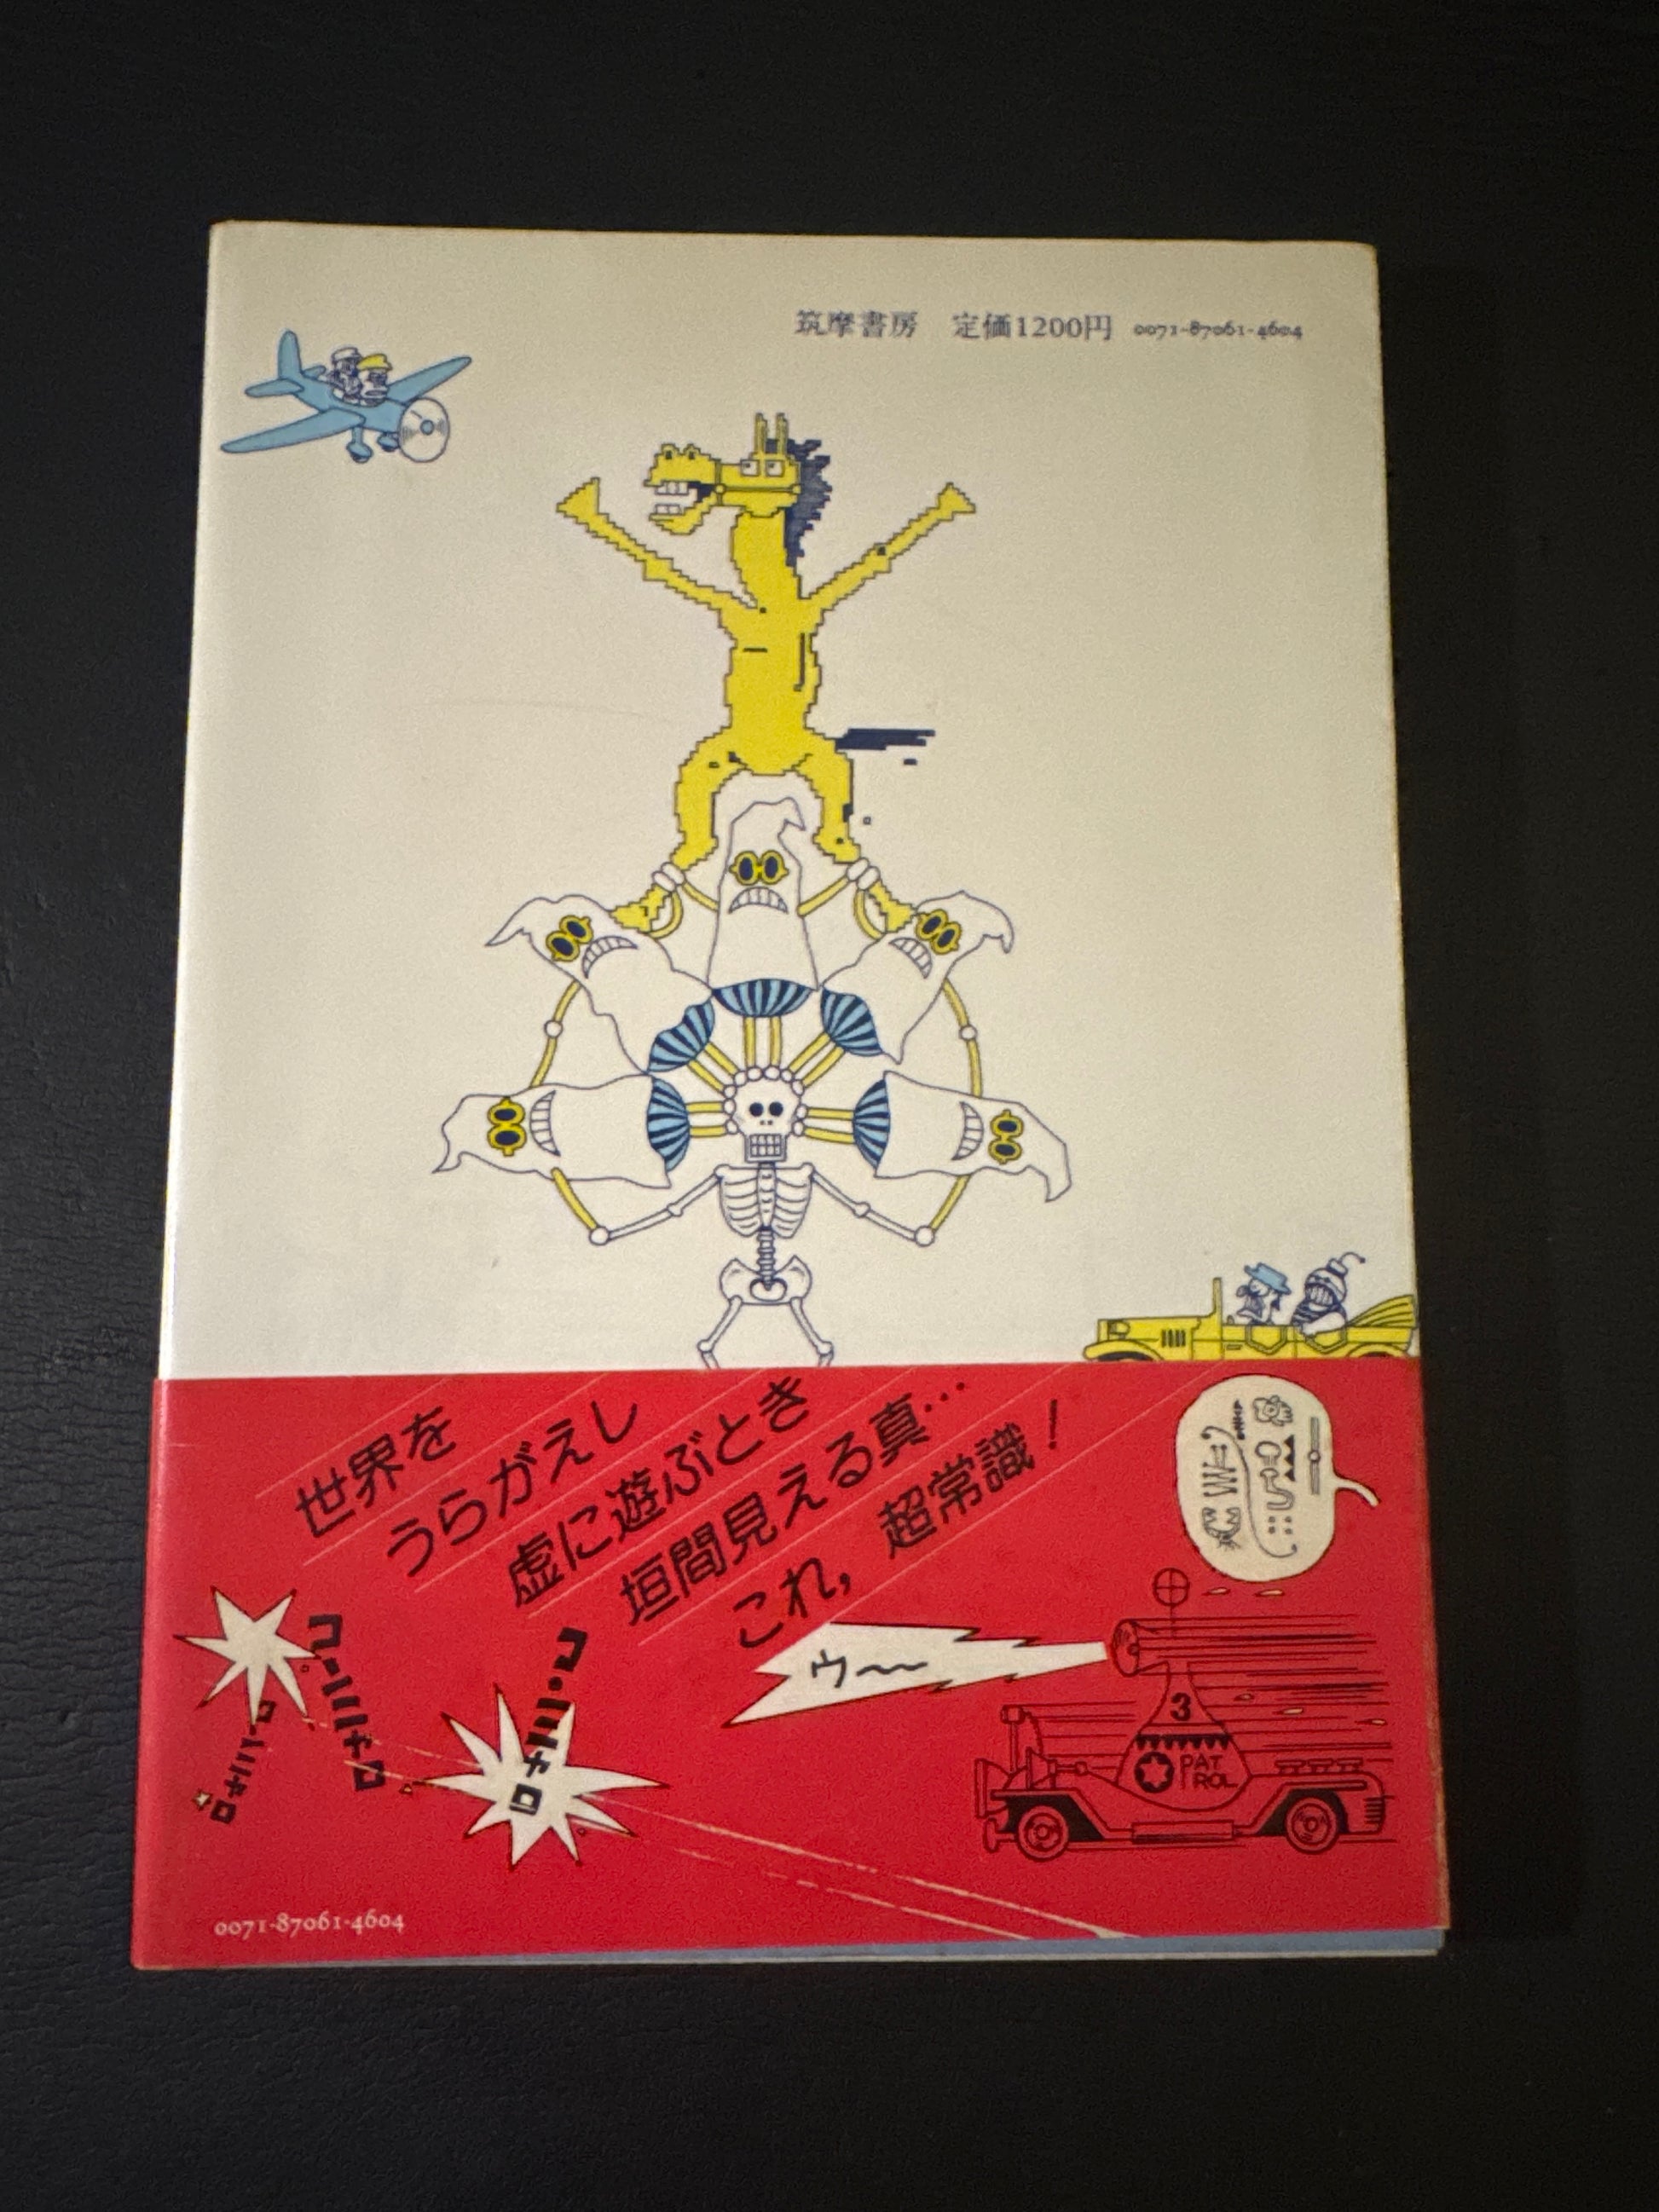 筑摩書房 定価1200円 0071-87061-4604
世界を
うらがえし
虚に遊ぶとき
垣間見える真…
これ，超常識！
ウ〜〜
3
PAT
ROL
0071-87061-4604